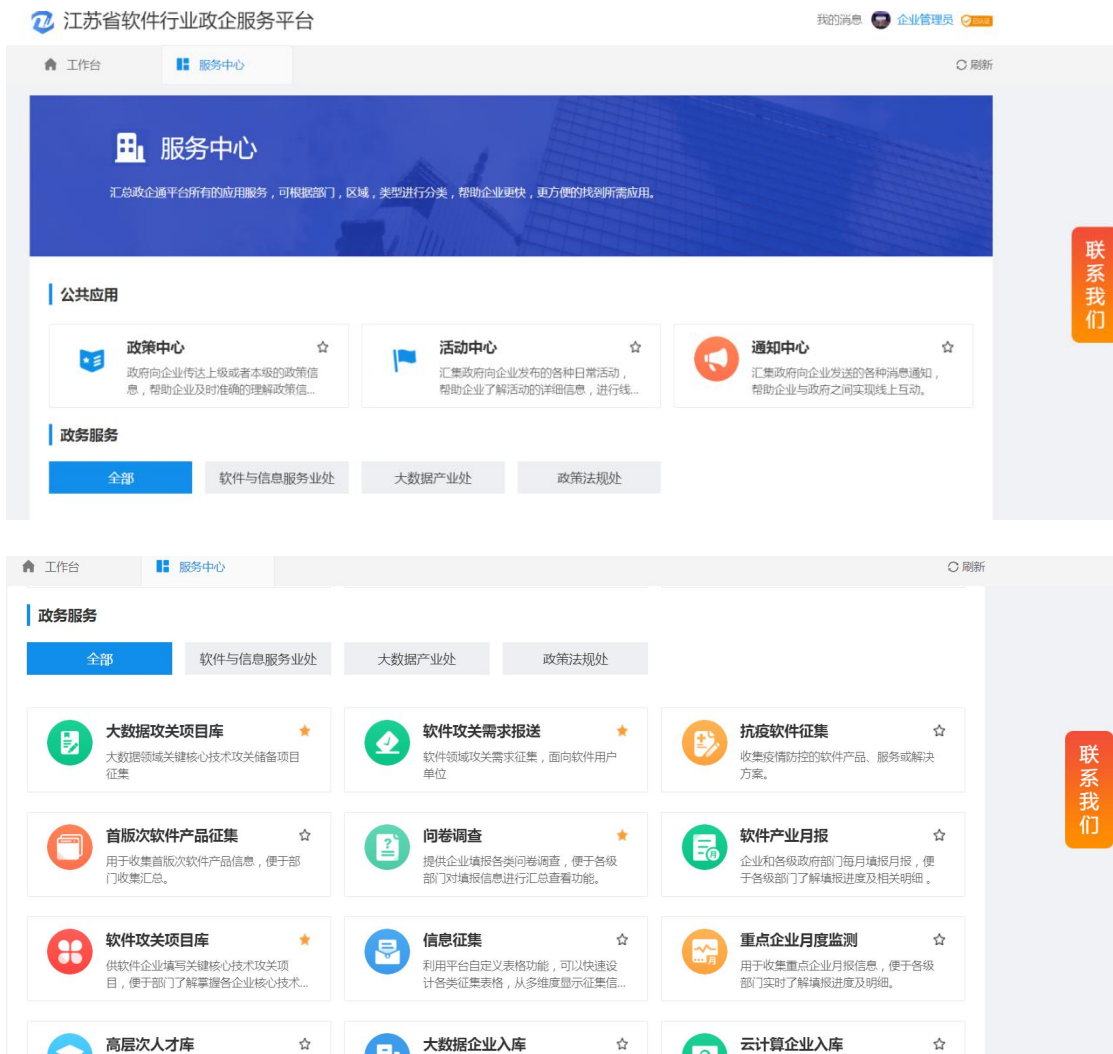 江苏省软件行业政企服务平台
我的消息 企业管理员
工作台 服务中心 刷新
服务中心
汇总政企通平台所有的应用服务，可根据部门，区域，类型进行分类，帮助企业更快，更方便的找到所需应用。
联系我们
公共应用
政策中心
政府向企业传达上级或者本级的政策信
息，帮助企业及时准确的理解政策信...
活动中心
汇集政府向企业发布的各种日常活动，
帮助企业了解活动的详细信息，进行线...
通知中心
汇集政府向企业发送的各种消息通知，
帮助企业与政府之间实现线上互动。
政务服务
全部 软件与信息服务业处 大数据产业处 政策法规处
工作台 服务中心 刷新
政务服务
全部 软件与信息服务业处 大数据产业处 政策法规处
大数据攻关项目库
大数据领域关键核心技术攻关储备项目
征集
软件攻关需求报送
软件领域攻关需求征集，面向软件用户
单位
抗疫软件征集
收集疫情防控的软件产品、服务或解决
方案。
联系我们
首版次软件产品征集
用于收集首版次软件产品信息，便于部
门收集汇总。
问卷调查
提供企业填报各类问卷调查，便于各级
部门对填报信息进行汇总查看功能。
软件产业月报
企业和各级政府部门每月填报月报，便
于各级部门了解填报进度及相关明细 。
软件攻关项目库
供软件企业填写关键核心技术攻关项
目，便于部门了解掌握各企业核心技术...
信息征集
利用平台自定义表格功能，可以快速设
计各类征集表格，从多维度显示征集信...
重点企业月度监测
用于收集重点企业月报信息，便于各级
部门实时了解填报进度及明细。
高层次人才库
大数据企业入库
云计算企业入库